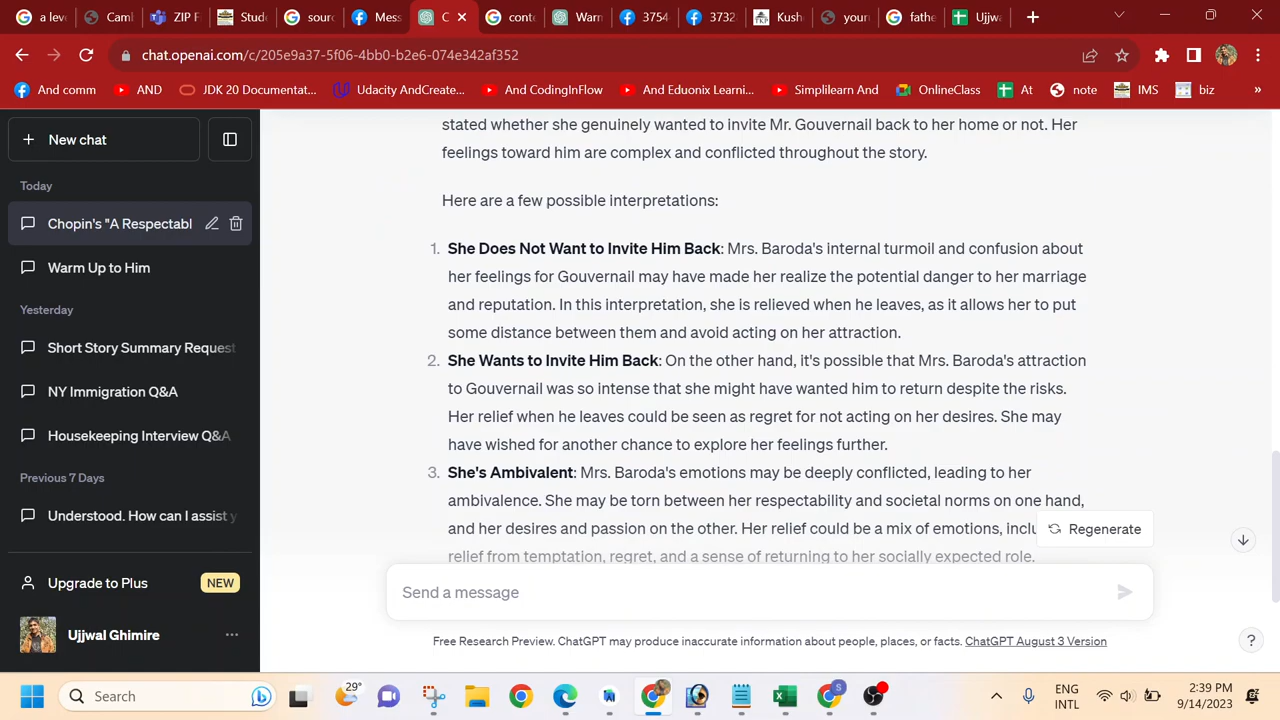 a leve
Camb
ZIP F
Stude
sourc
Mess
C
conte
Warm
3754
3732
Kushe
your
fathe
Ujjwa
chat.openai.com/c/205e9a37-5f06-4bb0-b2e6-074e342af352
And comm
AND
JDK 20 Documentat...
Udacity AndCreate...
And CodingInFlow
And Eduonix Learni...
Simplilearn And
OnlineClass
At
note
IMS
biz
»
New chat
Today
Chopin's "A Respectabl
Warm Up to Him
Yesterday
Short Story Summary Request
NY Immigration Q&A
Housekeeping Interview Q&A
Previous 7 Days
Understood. How can I assist y
Upgrade to Plus NEW
Ujjwal Ghimire
stated whether she genuinely wanted to invite Mr. Gouvernail back to her home or not. Her
feelings toward him are complex and conflicted throughout the story.
Here are a few possible interpretations:
1. She Does Not Want to Invite Him Back: Mrs. Baroda's internal turmoil and confusion about
her feelings for Gouvernail may have made her realize the potential danger to her marriage
and reputation. In this interpretation, she is relieved when he leaves, as it allows her to put
some distance between them and avoid acting on her attraction.
2. She Wants to Invite Him Back: On the other hand, it's possible that Mrs. Baroda's attraction
to Gouvernail was so intense that she might have wanted him to return despite the risks.
Her relief when he leaves could be seen as regret for not acting on her desires. She may
have wished for another chance to explore her feelings further.
3. She's Ambivalent: Mrs. Baroda's emotions may be deeply conflicted, leading to her
ambivalence. She may be torn between her respectability and societal norms on one hand,
and her desires and passion on the other. Her relief could be a mix of emotions, inclu
relief from temptation, regret, and a sense of returning to her socially expected role.
Regenerate
Send a message
Free Research Preview. ChatGPT may produce inaccurate information about people, places, or facts. ChatGPT August 3 Version
?
Search
29°
ENG
INTL
2:39 PM
9/14/2023